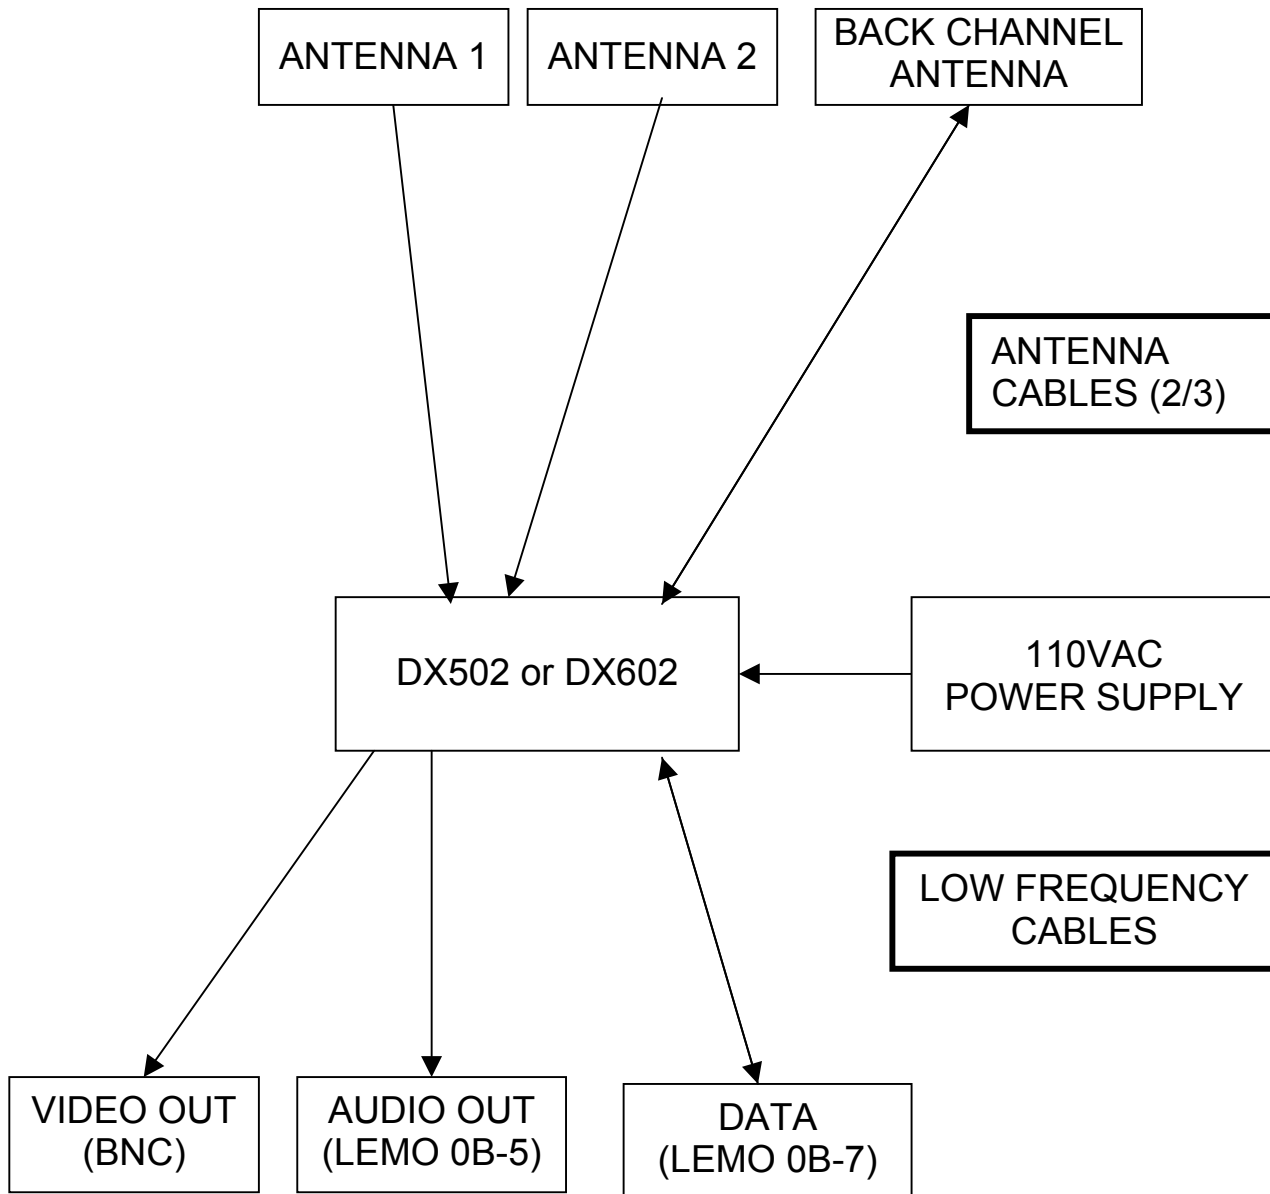 ANTENNA 1
ANTENNA 2
BACK CHANNEL
ANTENNA
ANTENNA
CABLES (2/3)
DX502 or DX602
110VAC
POWER SUPPLY
LOW FREQUENCY
CABLES
VIDEO OUT
(BNC)
AUDIO OUT
(LEMO 0B-5)
DATA
(LEMO 0B-7)